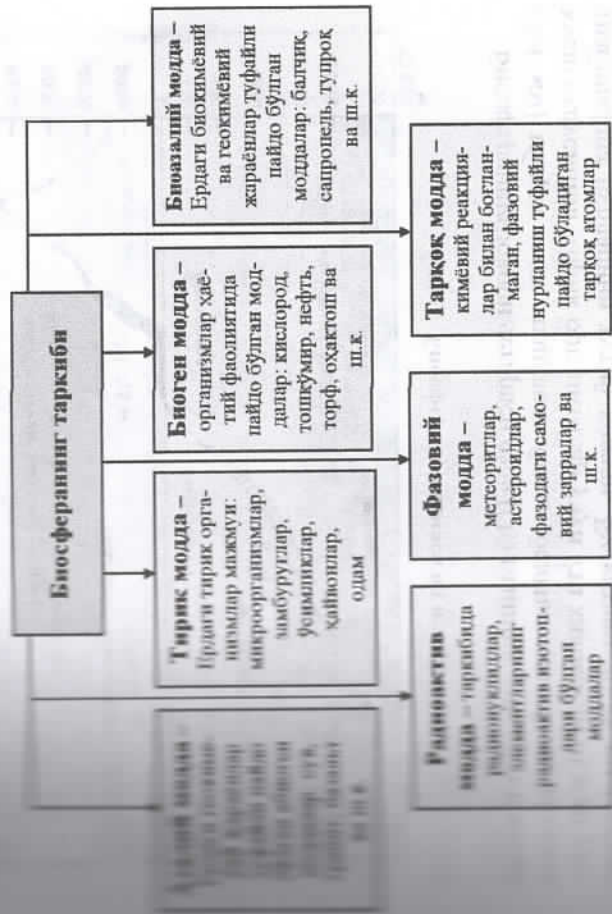 Биосферанинг таркиби
Тирик модда –
Ердаги тирик орга-
низмлар мажмуи:
микроорганизмлар,
замбуруғлар,
ўсимликлар,
ҳайвонлар,
одам
Биоген модда –
организмлар ҳаё-
тий фаолиятида
пайдо бўлган мод-
далар: кислород,
тошкўмир, нефть,
торф, оҳактош ва
ш.к.
Биоазалий модда –
Ердаги биокимёвий
ва геокимёвий
жараёнлар туфайли
пайдо бўлган
моддалар: балчиқ,
сапропель, тупроқ
ва ш.к.
Радиоактив
модда – таркибида
радионуклидлар,
элементларнинг
радиоактив изотоп-
лари бўлган
моддалар
Фазовий
модда –
метеоритлар,
астероидлар,
фазодаги само-
вий зарралар ва
ш.к.
Тарқоқ модда –
кимёвий реакция-
лар билан боғлан-
маган, фазовий
нурланиш туфайли
пайдо бўладиган
тарқоқ атомлар